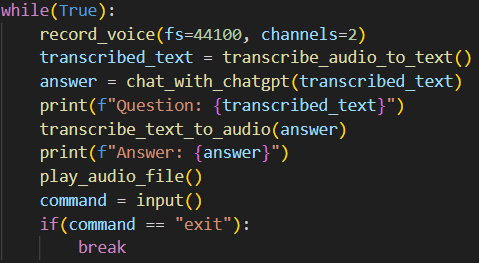 while(True):
    record_voice(fs=44100, channels=2)
    transcribed_text = transcribe_audio_to_text()
    answer = chat_with_chatgpt(transcribed_text)
    print(f"Question: {transcribed_text}")
    transcribe_text_to_audio(answer)
    print(f"Answer: {answer}")
    play_audio_file()
    command = input()
    if(command == "exit"):
        break